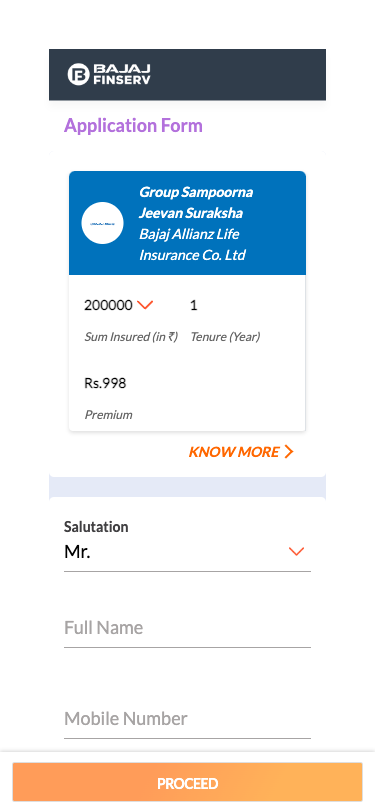 BAJAJ
FINSERV
Application Form
Group Sampoorna
Jeevan Suraksha
Bajaj Allianz Life
Insurance Co. Ltd
200000
1
Sum Insured (in ₹)
Tenure (Year)
Rs.998
Premium
KNOW MORE
Salutation
Mr.
Full Name
Mobile Number
PROCEED